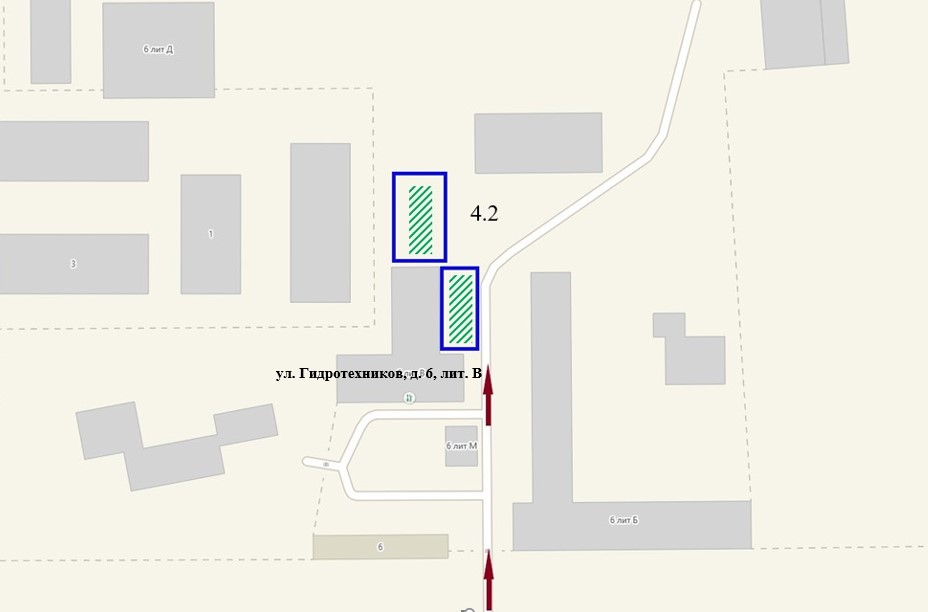 6 лит Д
1
4.2
3
ул. Гидротехников, д. 6, лит. В
6 лит М
6 лит Б
6